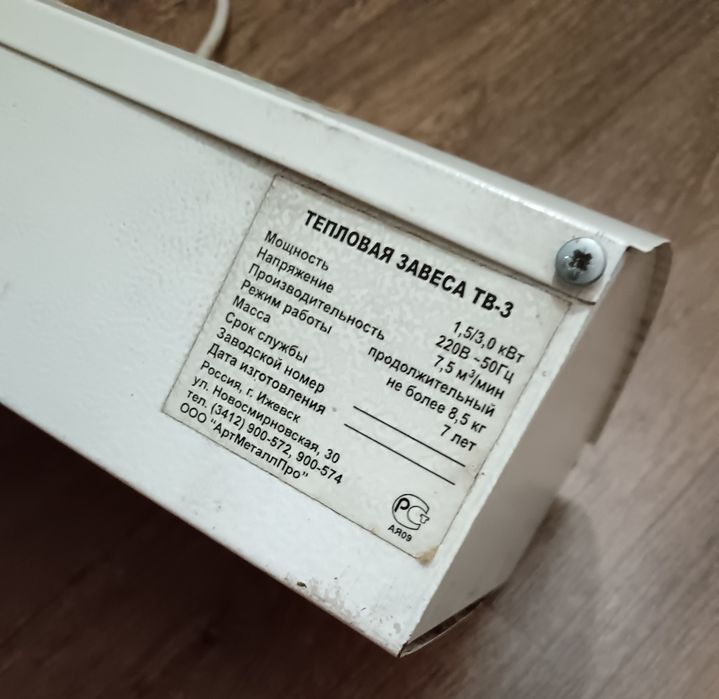 ТЕПЛОВАЯ ЗАВЕСА ТВ-3
Мощность 1,5/3,0 кВт
Напряжение 220В ~50Гц
Производительность 7,5 м³/мин
Режим работы продолжительный
Масса не более 8,5 кг
Срок службы 7 лет
Заводской номер
Дата изготовления
Россия, г. Ижевск
ул. Новосмирновская, 30
тел. (3412) 900-572, 900-574
ООО "АртМеталлПро"
РСТ
АЯ09